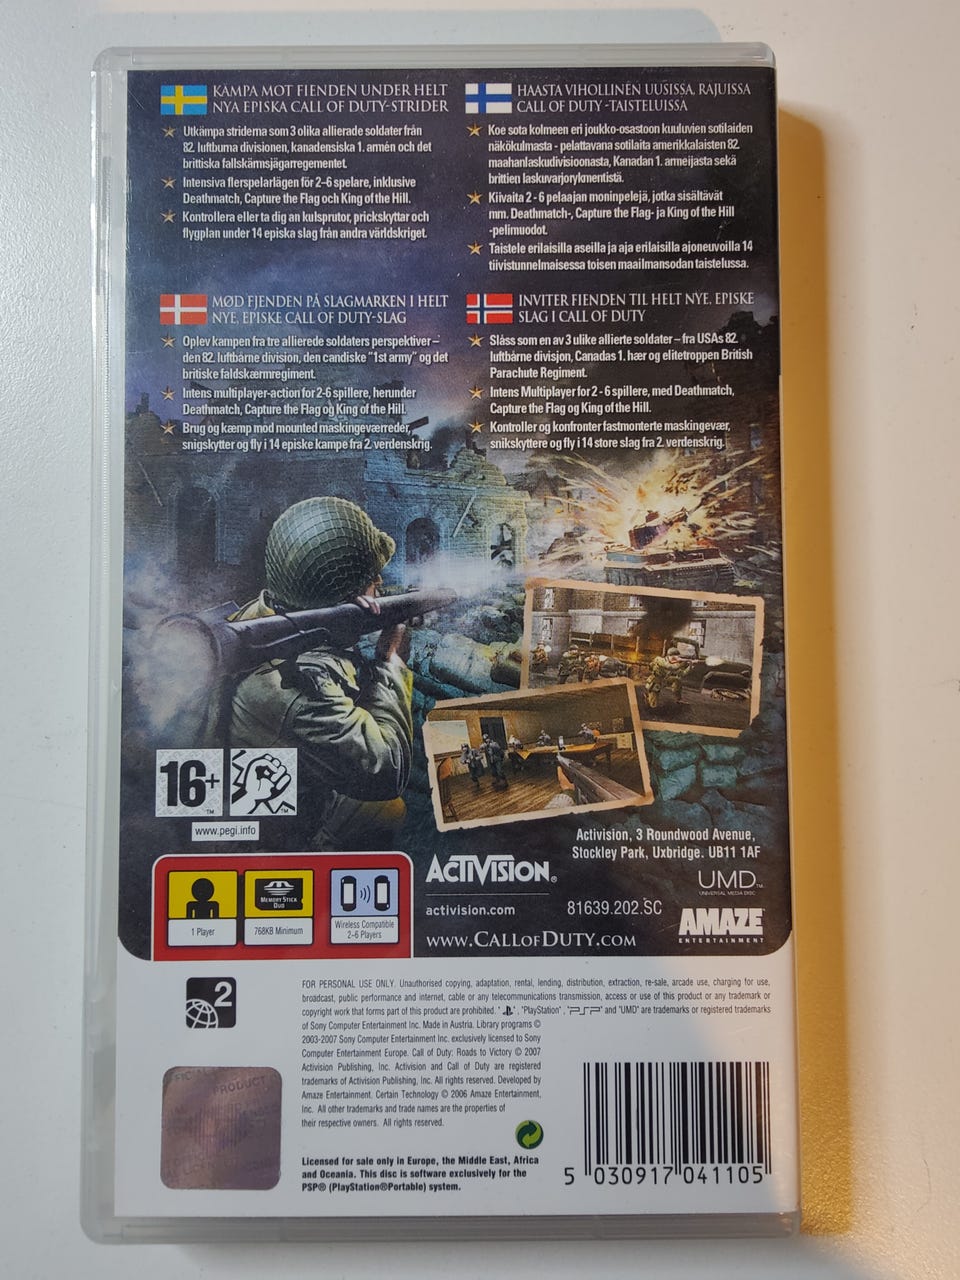 KÄMPA MOT FIENDEN UNDER HELT
NYA EPISKA CALL OF DUTY-STRIDER
Utkämpa striderna som 3 olika allierade soldater från
82. luftburna divisionen, kanadensiska 1. armén och det
brittiska fallskärmsjägarregementet.
Intensiva flerspelarlägen för 2–6 spelare, inklusive
Deathmatch, Capture the Flag och King of the Hill.
Kontrollera eller ta dig an kulsprutor, prickskyttar och
flygplan under 14 episka slag från andra världskriget.
HAASTA VIHOLLINEN UUSISSA, RAJUISSA
CALL OF DUTY -TAISTELUISSA
Koe sota kolmeen eri joukko-osastoon kuuluvien sotilaiden
näkökulmasta - pelattavana sotilaita amerikkalaisten 82.
maahanlaskudivisioonasta, Kanadan 1. armeijasta sekä
brittien laskuvarjorykmentistä.
Kiivaita 2 - 6 pelaajan moninpelejä, jotka sisältävät
mm. Deathmatch-, Capture the Flag- ja King of the Hill
-pelimuodot.
Taistele erilaisilla aseilla ja aja erilaisilla ajoneuvoilla 14
tiivistunnelmaisessa toisen maailmansodan taistelussa.
MØD FJENDEN PÅ SLAGMARKEN I HELT
NYE, EPISKE CALL OF DUTY-SLAG
Oplev kampen fra tre allierede soldaters perspektiver –
den 82. luftbårne division, den candiske "1st army" og det
britiske faldskærmregiment.
Intens multiplayer-action for 2-6 spillere, herunder
Deathmatch, Capture the Flag og King of the Hill.
Brug og kæmp mod mounted maskingeværreder,
snigskytter og fly i 14 episke kampe fra 2. verdenskrig.
INVITER FIENDEN TIL HELT NYE, EPISKE
SLAG I CALL OF DUTY
Slåss som en av 3 ulike allierte soldater – fra USAs 82.
luftbårne divisjon, Canadas 1. hær og elitetroppen British
Parachute Regiment.
Intens Multiplayer for 2 - 6 spillere, med Deathmatch,
Capture the Flag og King of the Hill.
Kontroller og konfronter fastmonterte maskingevær,
snikskyttere og fly i 14 store slag fra 2. verdenskrig.
16+ ™
™
www.pegi.info
Activision, 3 Roundwood Avenue,
Stockley Park, Uxbridge. UB11 1AF
ACTIVISION®
UMD™
UNIVERSAL MEDIA DISC
activision.com
81639.202.SC
AMAZE
ENTERTAINMENT
WWW.CALLOFDUTY.COM
1 Player
MEMORY STICK
DUO
768KB Minimum
Wireless Compatible
2–6 Players
2
FOR PERSONAL USE ONLY. Unauthorised copying, adaptation, rental, lending, distribution, extraction, re-sale, arcade use, charging for use,
broadcast, public performance and internet, cable or any telecommunications transmission, access or use of this product or any trademark or
copyright work that forms part of this product are prohibited. " ", "PlayStation", "PSP" and "UMD" are trademarks or registered trademarks
of Sony Computer Entertainment Inc. Made in Austria. Library programs ©
2003-2007 Sony Computer Entertainment Inc. exclusively licensed to Sony
Computer Entertainment Europe. Call of Duty: Roads to Victory © 2007
Activision Publishing, Inc. Activision and Call of Duty are registered
trademarks of Activision Publishing, Inc. All rights reserved. Developed by
Amaze Entertainment. Certain Technology © 2006 Amaze Entertainment,
Inc. All other trademarks and trade names are the properties of
their respective owners. All rights reserved.
PRODUCT
Licensed for sale only in Europe, the Middle East, Africa
and Oceania. This disc is software exclusively for the
PSP® (PlayStation®Portable) system.
5 030917 041105